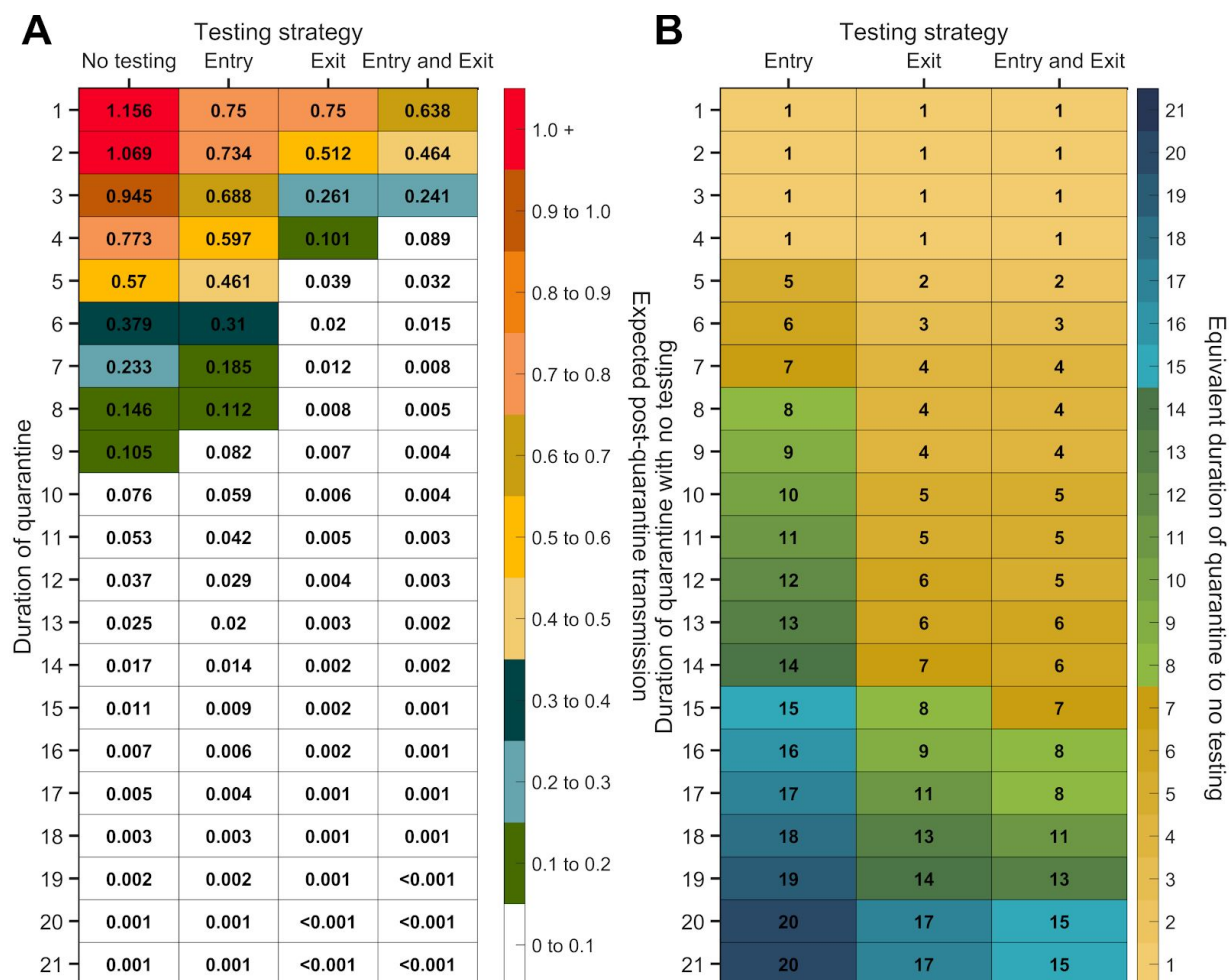 A
Testing strategy
No testing Entry Exit Entry and Exit
Duration of quarantine
1 1.156 0.75 0.75 0.638
2 1.069 0.734 0.512 0.464
3 0.945 0.688 0.261 0.241
4 0.773 0.597 0.101 0.089
5 0.57 0.461 0.039 0.032
6 0.379 0.31 0.02 0.015
7 0.233 0.185 0.012 0.008
8 0.146 0.112 0.008 0.005
9 0.105 0.082 0.007 0.004
10 0.076 0.059 0.006 0.004
11 0.053 0.042 0.005 0.003
12 0.037 0.029 0.004 0.003
13 0.025 0.02 0.003 0.002
14 0.017 0.014 0.002 0.002
15 0.011 0.009 0.002 0.001
16 0.007 0.006 0.002 0.001
17 0.005 0.004 0.001 0.001
18 0.003 0.003 0.001 0.001
19 0.002 0.002 0.001 <0.001
20 0.001 0.001 <0.001 <0.001
21 0.001 0.001 <0.001 <0.001
1.0 +
0.9 to 1.0
0.8 to 0.9
0.7 to 0.8
0.6 to 0.7
0.5 to 0.6
0.4 to 0.5
0.3 to 0.4
0.2 to 0.3
0.1 to 0.2
0 to 0.1
Expected post-quarantine transmission
B
Testing strategy
Entry Exit Entry and Exit
Duration of quarantine with no testing
1 1 1 1
2 1 1 1
3 1 1 1
4 1 1 1
5 5 2 2
6 6 3 3
7 7 4 4
8 8 4 4
9 9 4 4
10 10 5 5
11 11 5 5
12 12 6 5
13 13 6 6
14 14 7 6
15 15 8 7
16 16 9 8
17 17 11 8
18 18 13 11
19 19 14 13
20 20 17 15
21 20 17 15
21
20
19
18
17
16
15
14
13
12
11
10
9
8
7
6
5
4
3
2
1
Equivalent duration of quarantine to no testing